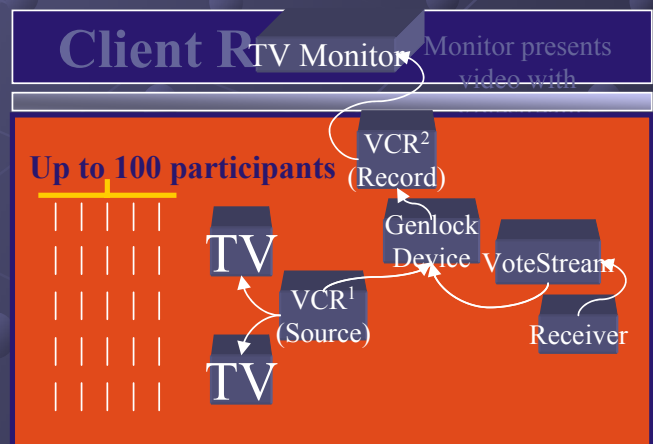 Client R
TV Monitor
Monitor presents
video with
Up to 100 participants
VCR²
(Record)
Genlock
Device
VoteStream
Receiver
TV
VCR¹
(Source)
TV